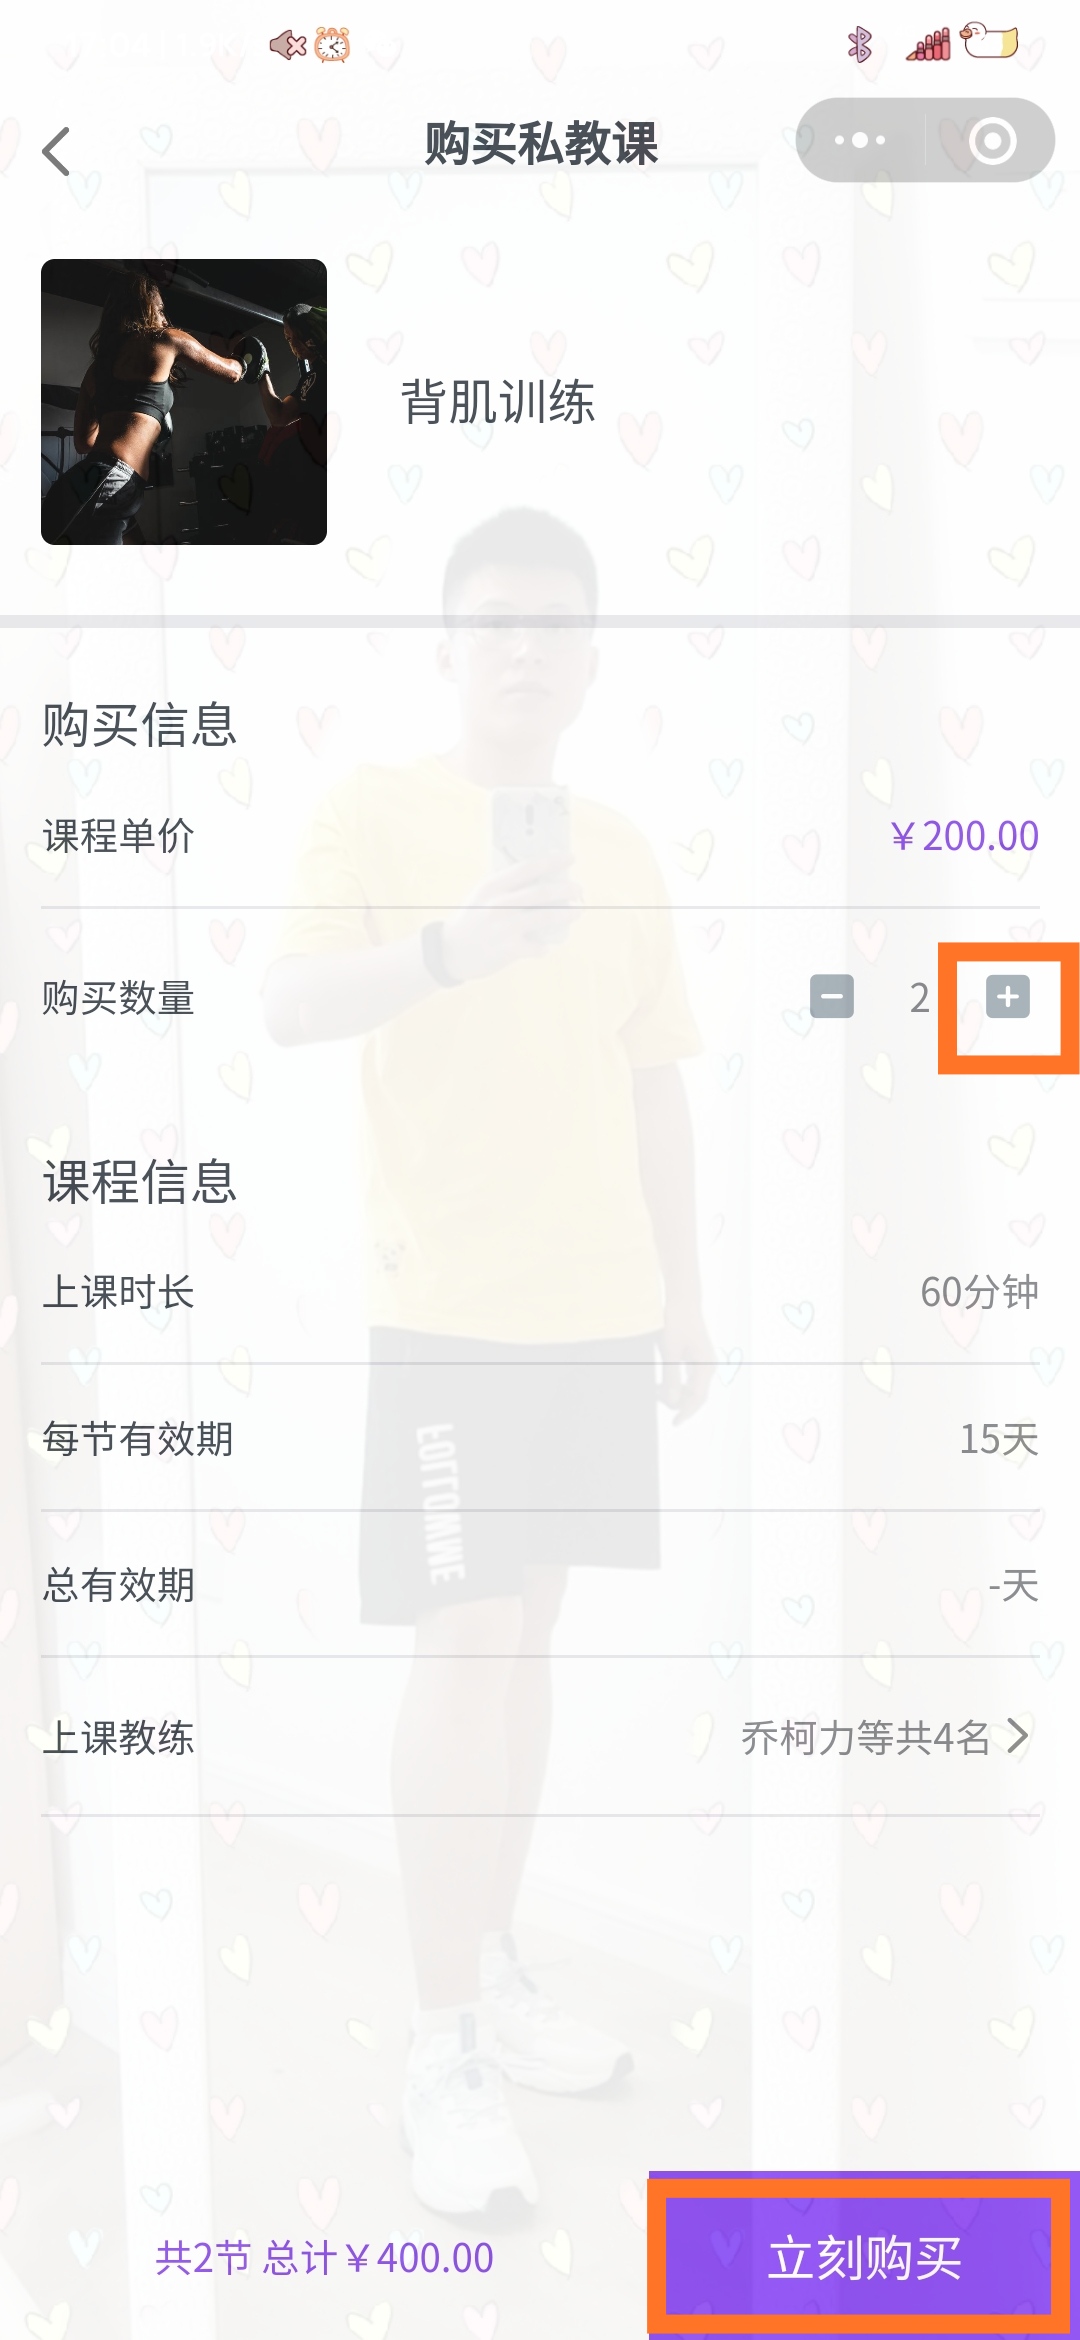 购买私教课
背肌训练
购买信息
课程单价 ￥200.00
购买数量 2
课程信息
上课时长 60分钟
每节有效期 15天
总有效期 -天
上课教练 乔柯力等共4名
FOLLOWME
共2节 总计￥400.00 立刻购买